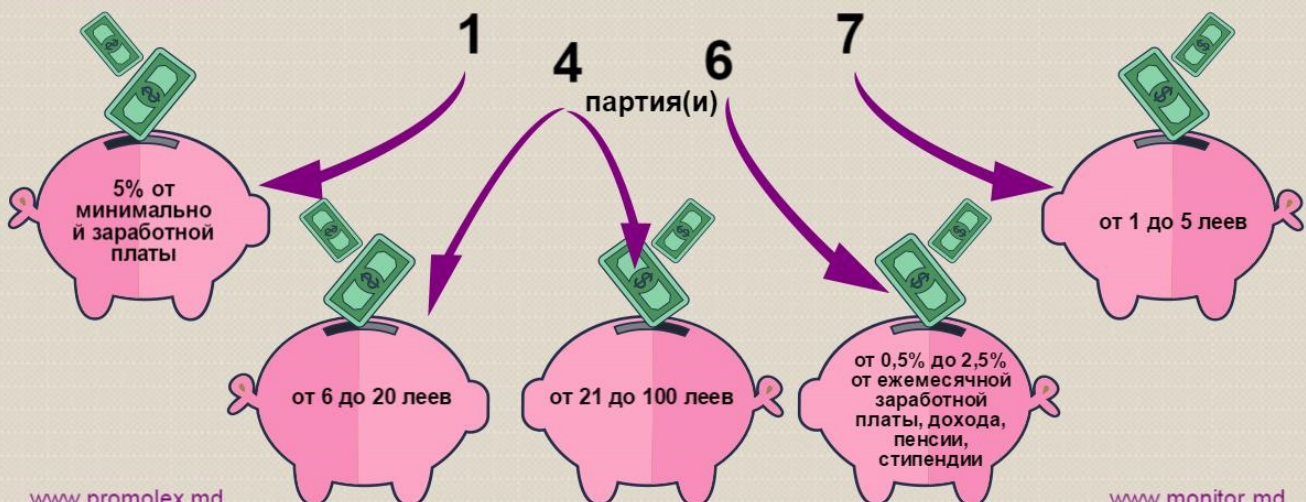 1
4
6
7
партия(и)
5% от
минимально
й заработной
платы
от 6 до 20 леев
от 21 до 100 леев
от 0,5% до 2,5%
от ежемесячной
заработной
платы, дохода,
пенсии,
стипендии
от 1 до 5 леев
www.promolex.md
www.monitor.md